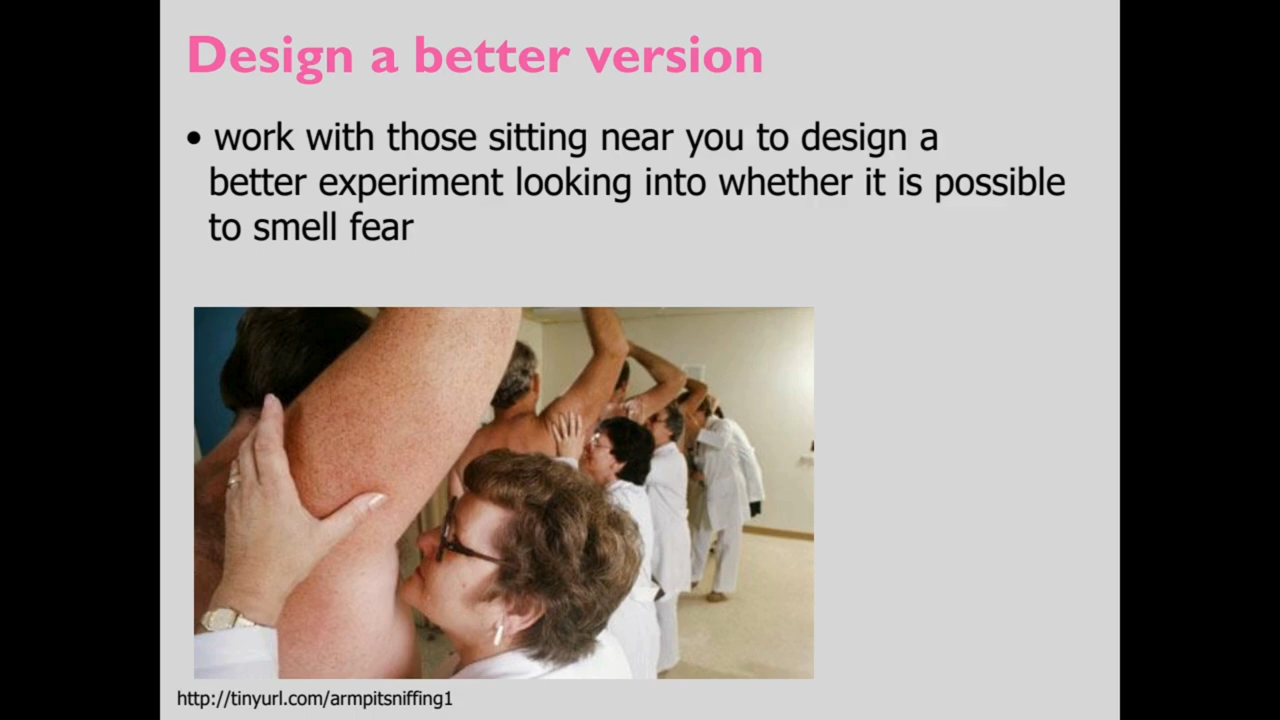 Design a better version
• work with those sitting near you to design a
better experiment looking into whether it is possible
to smell fear
http://tinyurl.com/armpitsniffing1